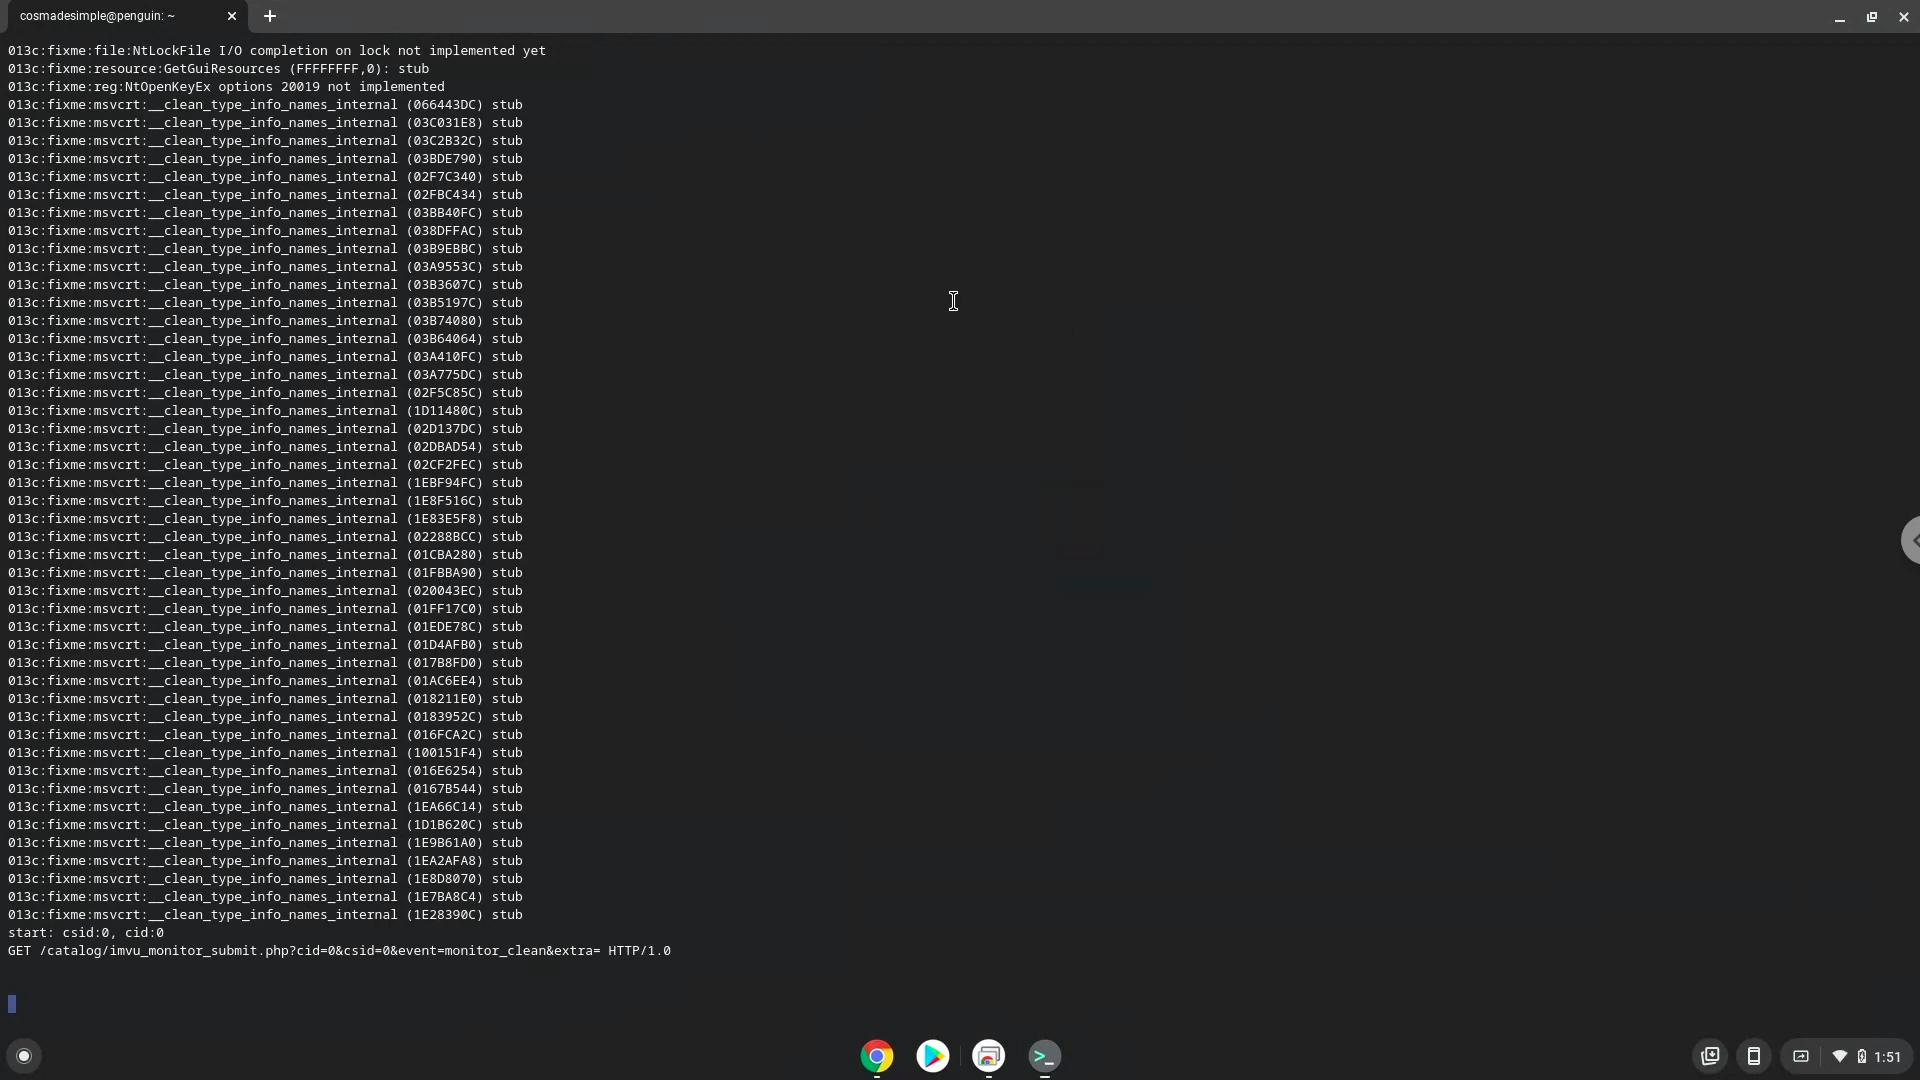 cosmadesimple@penguin: ~
013c:fixme:file:NtLockFile I/O completion on lock not implemented yet
013c:fixme:resource:GetGuiResources (FFFFFFFF,0): stub
013c:fixme:reg:NtOpenKeyEx options 20019 not implemented
013c:fixme:msvcrt:__clean_type_info_names_internal (066443DC) stub
013c:fixme:msvcrt:__clean_type_info_names_internal (03C031E8) stub
013c:fixme:msvcrt:__clean_type_info_names_internal (03C2B32C) stub
013c:fixme:msvcrt:__clean_type_info_names_internal (03BDE790) stub
013c:fixme:msvcrt:__clean_type_info_names_internal (02F7C340) stub
013c:fixme:msvcrt:__clean_type_info_names_internal (02FBC434) stub
013c:fixme:msvcrt:__clean_type_info_names_internal (03BB40FC) stub
013c:fixme:msvcrt:__clean_type_info_names_internal (038DFFAC) stub
013c:fixme:msvcrt:__clean_type_info_names_internal (03B9EBBC) stub
013c:fixme:msvcrt:__clean_type_info_names_internal (03A9553C) stub
013c:fixme:msvcrt:__clean_type_info_names_internal (03B3607C) stub
013c:fixme:msvcrt:__clean_type_info_names_internal (03B5197C) stub
013c:fixme:msvcrt:__clean_type_info_names_internal (03B74080) stub
013c:fixme:msvcrt:__clean_type_info_names_internal (03B64064) stub
013c:fixme:msvcrt:__clean_type_info_names_internal (03A410FC) stub
013c:fixme:msvcrt:__clean_type_info_names_internal (03A775DC) stub
013c:fixme:msvcrt:__clean_type_info_names_internal (02F5C85C) stub
013c:fixme:msvcrt:__clean_type_info_names_internal (1D11480C) stub
013c:fixme:msvcrt:__clean_type_info_names_internal (02D137DC) stub
013c:fixme:msvcrt:__clean_type_info_names_internal (02DBAD54) stub
013c:fixme:msvcrt:__clean_type_info_names_internal (02CF2FEC) stub
013c:fixme:msvcrt:__clean_type_info_names_internal (1EBF94FC) stub
013c:fixme:msvcrt:__clean_type_info_names_internal (1E8F516C) stub
013c:fixme:msvcrt:__clean_type_info_names_internal (1E83E5F8) stub
013c:fixme:msvcrt:__clean_type_info_names_internal (02288BCC) stub
013c:fixme:msvcrt:__clean_type_info_names_internal (01CBA280) stub
013c:fixme:msvcrt:__clean_type_info_names_internal (01FBBA90) stub
013c:fixme:msvcrt:__clean_type_info_names_internal (020043EC) stub
013c:fixme:msvcrt:__clean_type_info_names_internal (01FF17C0) stub
013c:fixme:msvcrt:__clean_type_info_names_internal (01EDE78C) stub
013c:fixme:msvcrt:__clean_type_info_names_internal (01D4AFB0) stub
013c:fixme:msvcrt:__clean_type_info_names_internal (017B8FD0) stub
013c:fixme:msvcrt:__clean_type_info_names_internal (01AC6EE4) stub
013c:fixme:msvcrt:__clean_type_info_names_internal (018211E0) stub
013c:fixme:msvcrt:__clean_type_info_names_internal (0183952C) stub
013c:fixme:msvcrt:__clean_type_info_names_internal (016FCA2C) stub
013c:fixme:msvcrt:__clean_type_info_names_internal (100151F4) stub
013c:fixme:msvcrt:__clean_type_info_names_internal (016E6254) stub
013c:fixme:msvcrt:__clean_type_info_names_internal (0167B544) stub
013c:fixme:msvcrt:__clean_type_info_names_internal (1EA66C14) stub
013c:fixme:msvcrt:__clean_type_info_names_internal (1D1B620C) stub
013c:fixme:msvcrt:__clean_type_info_names_internal (1E9B61A0) stub
013c:fixme:msvcrt:__clean_type_info_names_internal (1EA2AFA8) stub
013c:fixme:msvcrt:__clean_type_info_names_internal (1E8D8070) stub
013c:fixme:msvcrt:__clean_type_info_names_internal (1E7BA8C4) stub
013c:fixme:msvcrt:__clean_type_info_names_internal (1E28390C) stub
start: csid:0, cid:0
GET /catalog/imvu_monitor_submit.php?cid=0&csid=0&event=monitor_clean&extra= HTTP/1.0
1:51